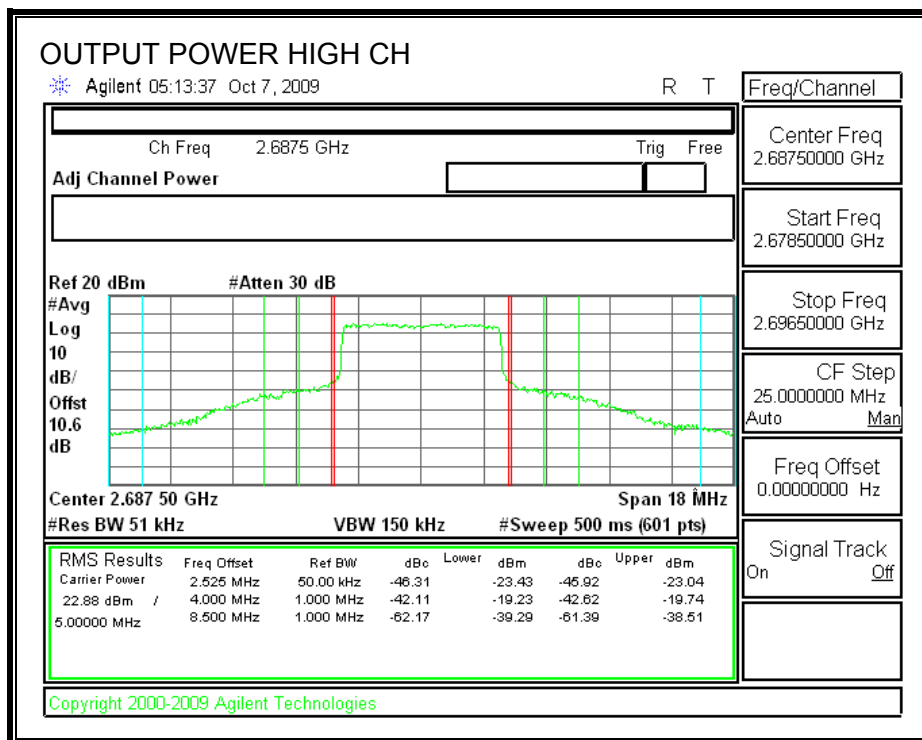 OUTPUT POWER HIGH CH
Agilent 05:13:37 Oct 7, 2009 R T
Freq/Channel
Ch Freq 2.6875 GHz Trig Free
Adj Channel Power
Center Freq
2.68750000 GHz
Start Freq
2.67850000 GHz
Stop Freq
2.69650000 GHz
CF Step
25.0000000 MHz
Auto Man
Freq Offset
0.00000000 Hz
Signal Track
On Off
Ref 20 dBm #Atten 30 dB
#Avg
Log
10
dB/
Offst
10.6
dB
Center 2.687 50 GHz Span 18 MHz
#Res BW 51 kHz VBW 150 kHz #Sweep 500 ms (601 pts)
RMS Results Freq Offset Ref BW dBc Lower dBm dBc Upper dBm
Carrier Power 2.525 MHz 50.00 kHz -46.31 -23.43 -45.92 -23.04
22.88 dBm / 4.000 MHz 1.000 MHz -42.11 -19.23 -42.62 -19.74
5.00000 MHz 8.500 MHz 1.000 MHz -62.17 -39.29 -61.39 -38.51
Copyright 2000-2009 Agilent Technologies